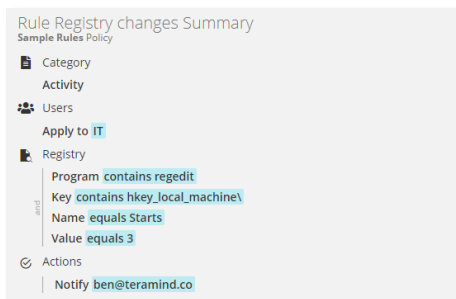 Rule Registry changes Summary
Sample Rules Policy
Category
Activity
Users
Apply to IT
Registry
Program contains regedit
Key contains hkey_local_machine\
and
Name equals Starts
Value equals 3
Actions
Notify ben@teramind.co